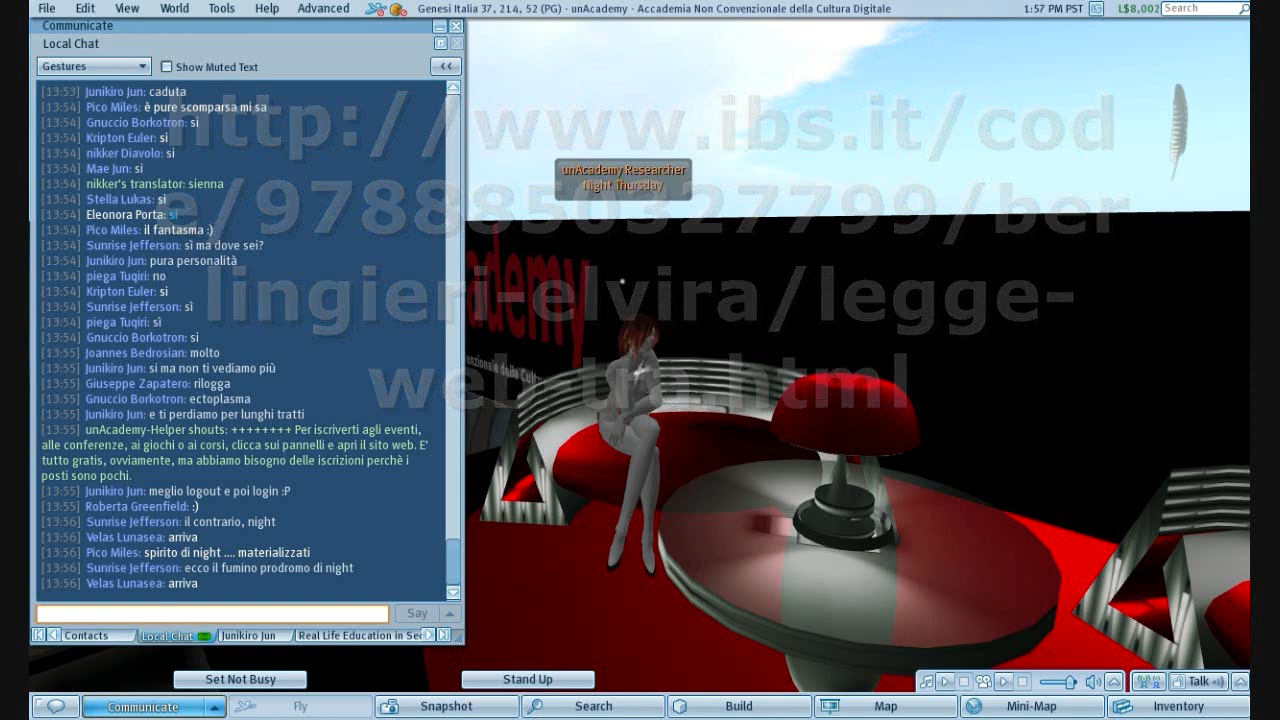 File Edit View World Tools Help Advanced Genesi Italia 37, 214, 52 (PG) - unAcademy - Accademia Non Convenzionale della Cultura Digitale 1:57 PM PST L$8,002 Search
Communicate
Local Chat
Gestures Show Muted Text <<
[13:53] Junikiro Jun: caduta
[13:54] Pico Miles: è pure scomparsa mi sa
[13:54] Gnuccio Borkotron: si
[13:54] Kripton Euler: si
[13:54] nikker Diavolo: si
[13:54] Mae Jun: si
[13:54] nikker's translator: sienna
[13:54] Stella Lukas: si
[13:54] Eleonora Porta: si
[13:54] Pico Miles: il fantasma :)
[13:54] Sunrise Jefferson: sì ma dove sei?
[13:54] Junikiro Jun: pura personalità
[13:54] piega Tuqiri: no
[13:54] Kripton Euler: si
[13:54] Sunrise Jefferson: sì
[13:54] piega Tuqiri: sì
[13:54] Gnuccio Borkotron: si
[13:55] Joannes Bedrosian: molto
[13:55] Junikiro Jun: si ma non ti vediamo più
[13:55] Giuseppe Zapatero: rilogga
[13:55] Gnuccio Borkotron: ectoplasma
[13:55] Junikiro Jun: e ti perdiamo per lunghi tratti
[13:55] unAcademy-Helper shouts: ++++++++ Per iscriverti agli eventi,
alle conferenze, ai giochi o ai corsi, clicca sui pannelli e apri il sito web. E'
tutto gratis, ovviamente, ma abbiamo bisogno delle iscrizioni perchè i
posti sono pochi.
[13:55] Junikiro Jun: meglio logout e poi login :P
[13:55] Roberta Greenfield: :)
[13:56] Sunrise Jefferson: il contrario, night
[13:56] Velas Lunasea: arriva
[13:56] Pico Miles: spirito di night .... materializzati
[13:56] Sunrise Jefferson: ecco il fumino prodromo di night
[13:56] Velas Lunasea: arriva
Say
Contacts Local Chat Junikiro Jun Real Life Education in Sec
http://www.ibs.it/cod
e/9788850327799/ber
lingieri-elvira/legge-
web-tra.html
unAcademy Researcher
Night Thursday
ademy
nzionale della Cultur
Set Not Busy Stand Up Talk
Communicate Fly Snapshot Search Build Map Mini-Map Inventory